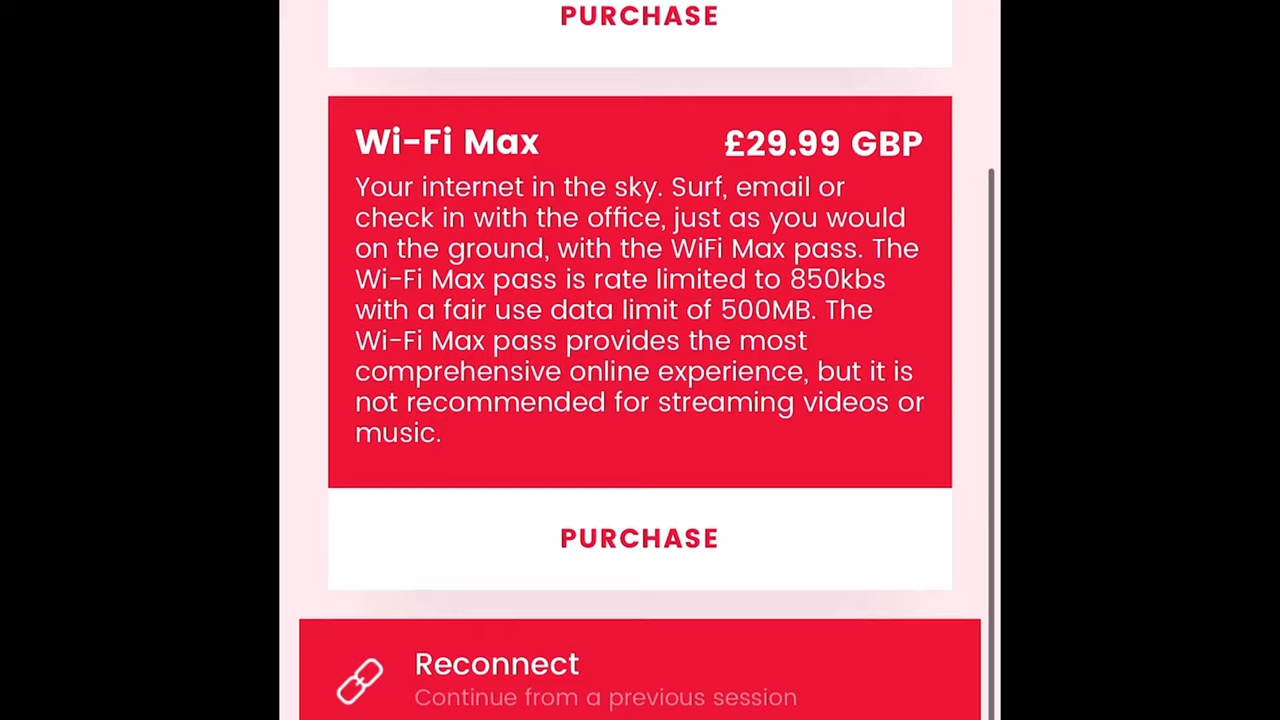 PURCHASE
Wi-Fi Max £29.99 GBP
Your internet in the sky. Surf, email or
check in with the office, just as you would
on the ground, with the WiFi Max pass. The
Wi-Fi Max pass is rate limited to 850kbs
with a fair use data limit of 500MB. The
Wi-Fi Max pass provides the most
comprehensive online experience, but it is
not recommended for streaming videos or
music.
PURCHASE
Reconnect
Continue from a previous session